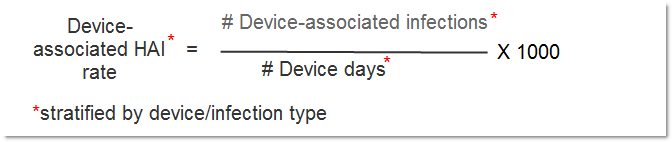 Device-
associated HAI*
rate
=
# Device-associated infections*
# Device days*
X 1000
*stratified by device/infection type